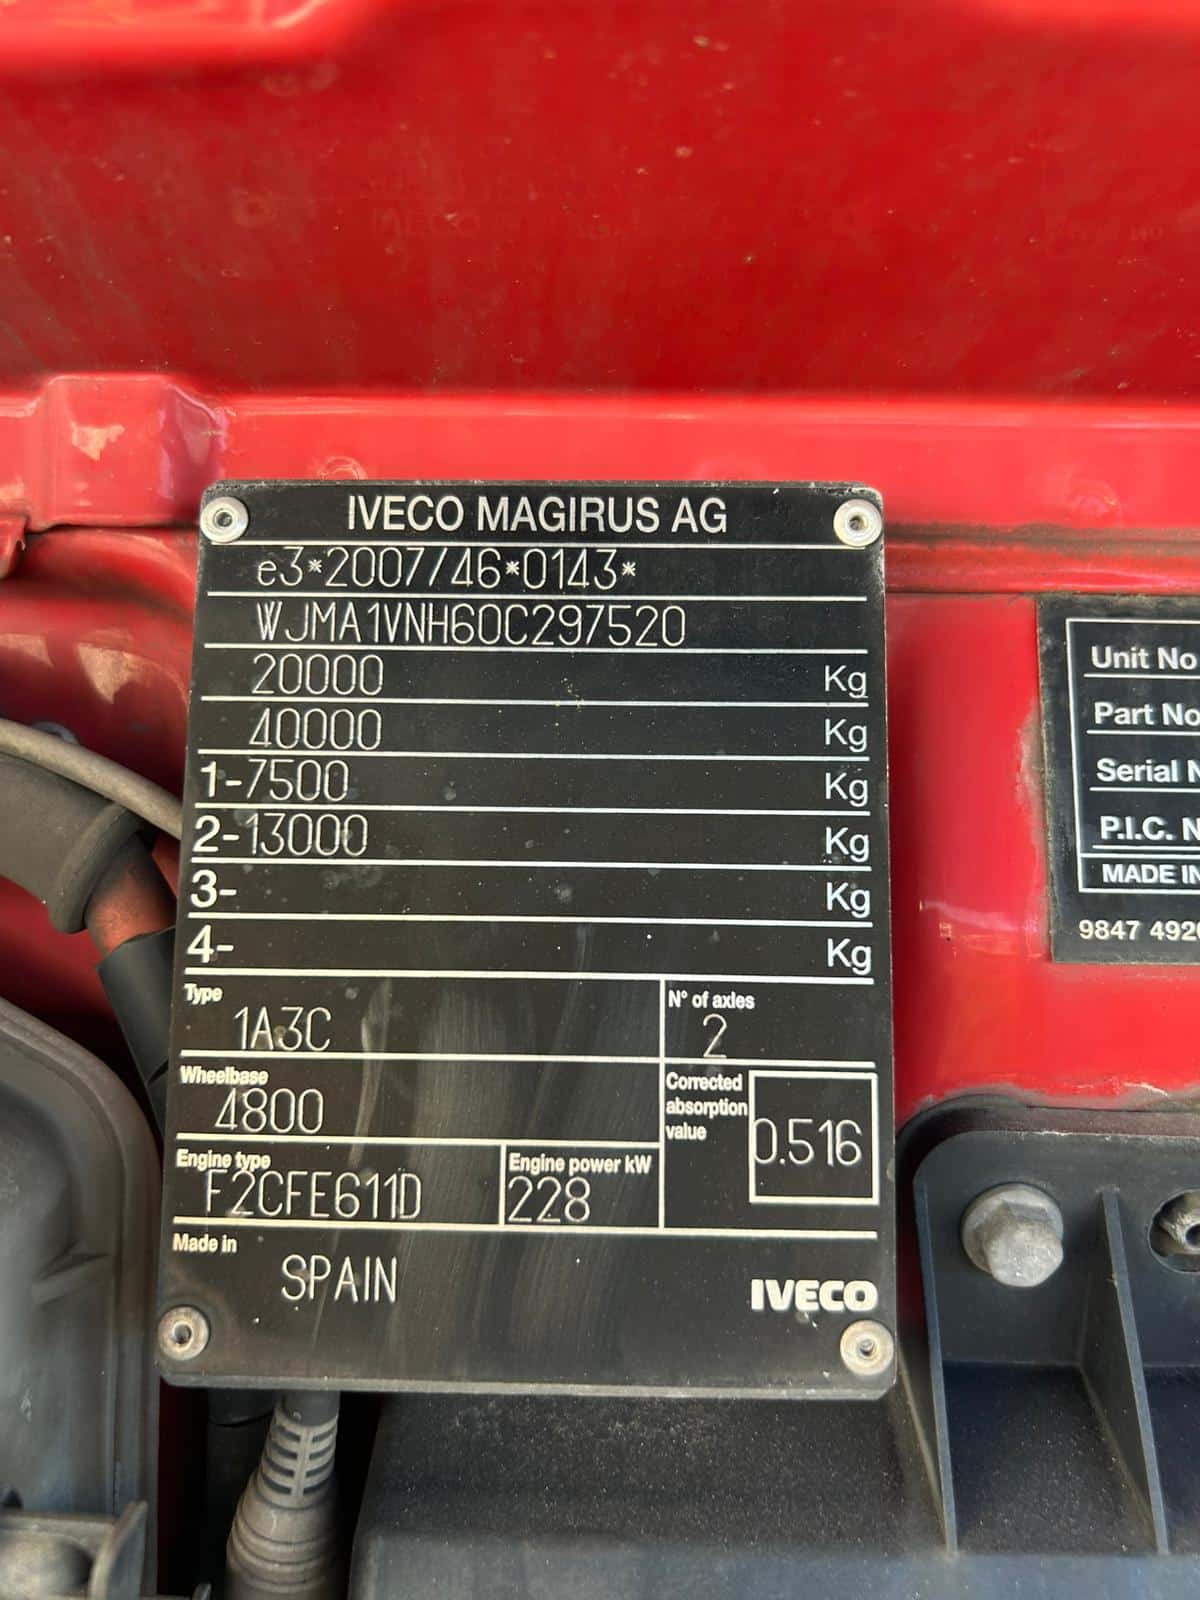 IVECO MAGIRUS AG
e3*2007/46*0143*
WJMA1VNH60C297520
20000 Kg
40000 Kg
1-7500 Kg
2-13000 Kg
3- Kg
4- Kg
Type
1A3C
N° of axles
2
Wheelbase
4800
Corrected
absorption
value
0.516
Engine type
F2CFE611D
Engine power kW
228
Made in
SPAIN
IVECO
Unit No
Part No
Serial N
P.I.C. N
MADE IN
9847 492